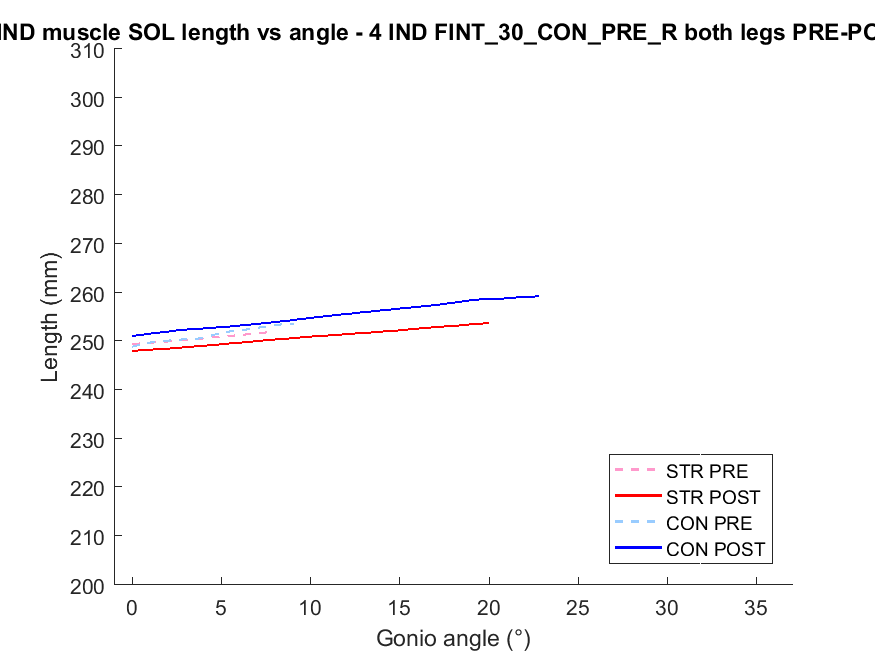 IND muscle SOL length vs angle - 4 IND FINT_30_CON_PRE_R both legs PRE-PO
310
300
290
280
270
260
250
240
230
220
210
200
Length (mm)
0 5 10 15 20 25 30 35
Gonio angle (°)
STR PRE
STR POST
CON PRE
CON POST